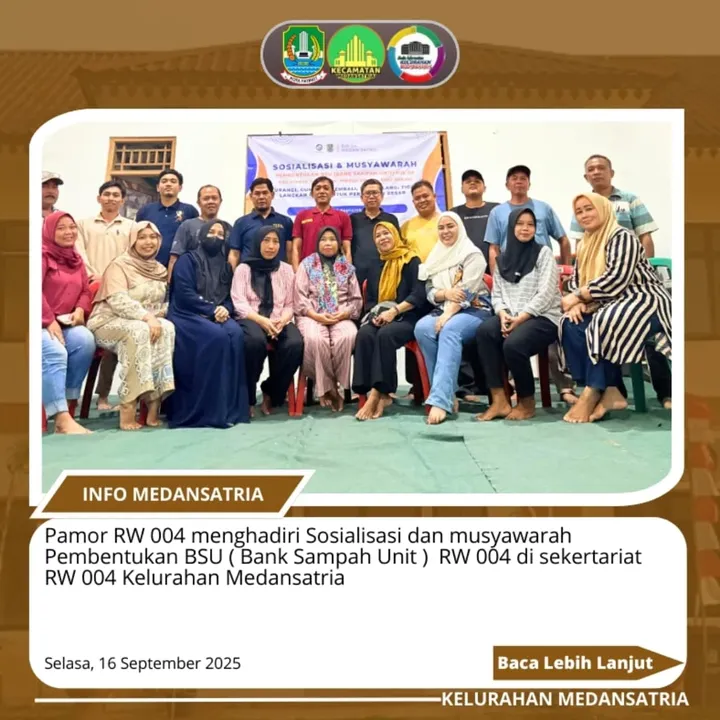 KECAMATAN
MEDANSATRIA
SOSIALISASI & MUSYAWARAH
INFO MEDANSATRIA
Pamor RW 004 menghadiri Sosialisasi dan musyawarah
Pembentukan BSU ( Bank Sampah Unit ) RW 004 di sekertariat
RW 004 Kelurahan Medansatria
Selasa, 16 September 2025
Baca Lebih Lanjut
KELURAHAN MEDANSATRIA